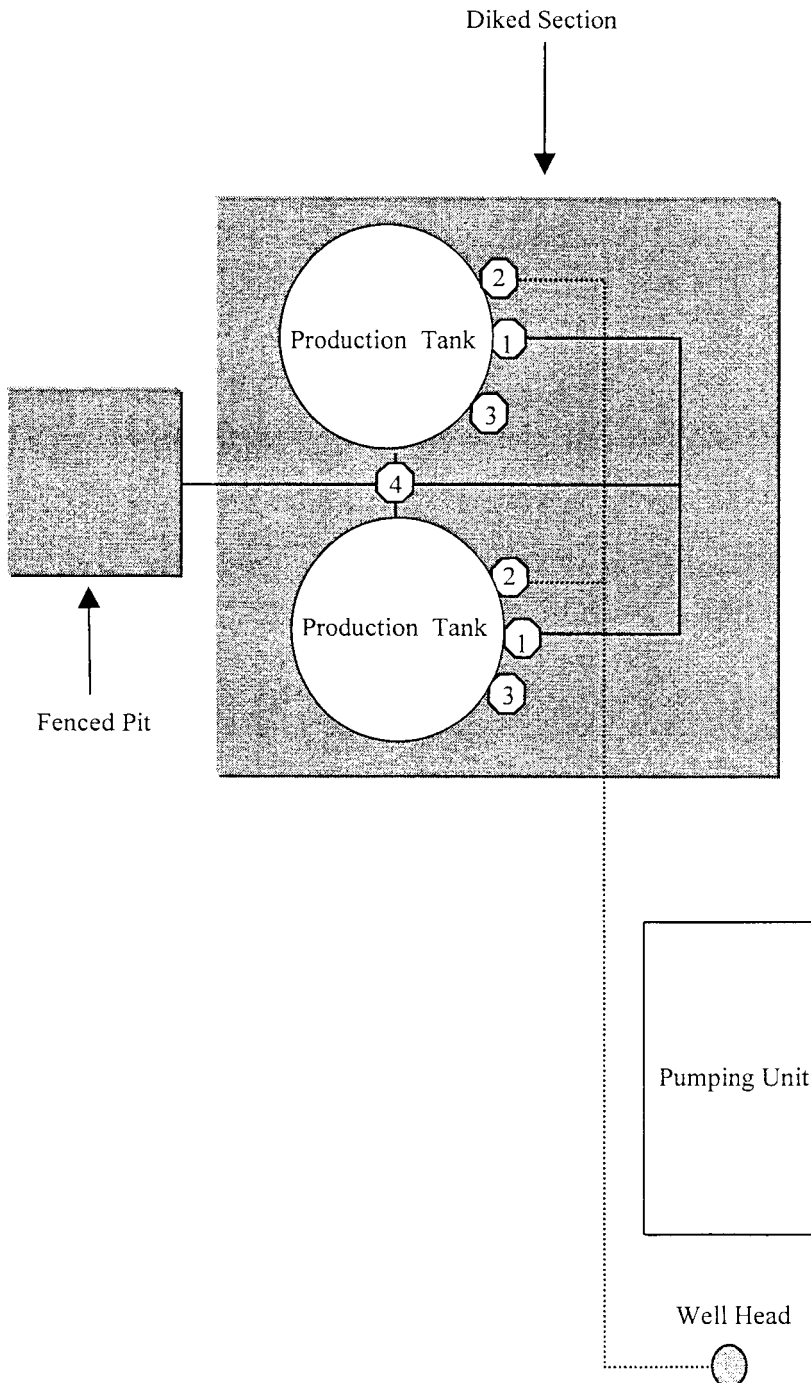 Diked Section
2
Production Tank
1
3
4
2
Production Tank
1
3
Fenced Pit
Pumping Unit
Well Head